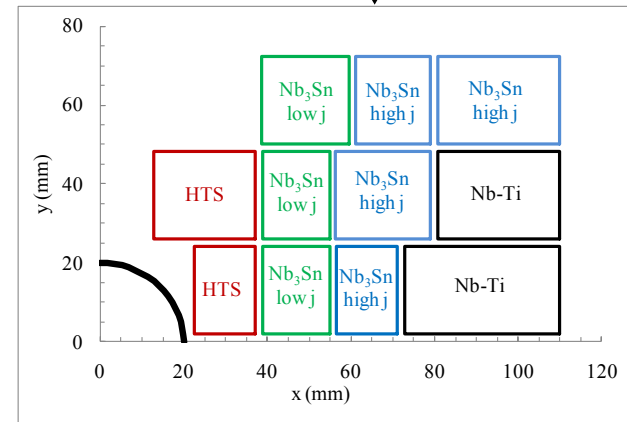 80
60
40
20
0
y (mm)
Nb₃Sn
low j
Nb₃Sn
high j
Nb₃Sn
high j
HTS
Nb₃Sn
low j
Nb₃Sn
high j
Nb-Ti
HTS
Nb₃Sn
low j
Nb₃Sn
high j
Nb-Ti
0 20 40 60 80 100 120
x (mm)